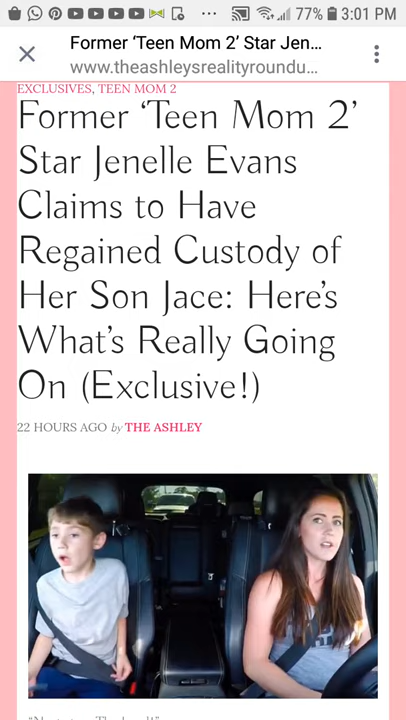 77% 3:01 PM
Former ‘Teen Mom 2’ Star Jen...
www.theashleysrealityroundu...
EXCLUSIVES, TEEN MOM 2
Former ‘Teen Mom 2’
Star Jenelle Evans
Claims to Have
Regained Custody of
Her Son Jace: Here’s
What’s Really Going
On (Exclusive!)
22 HOURS AGO by THE ASHLEY